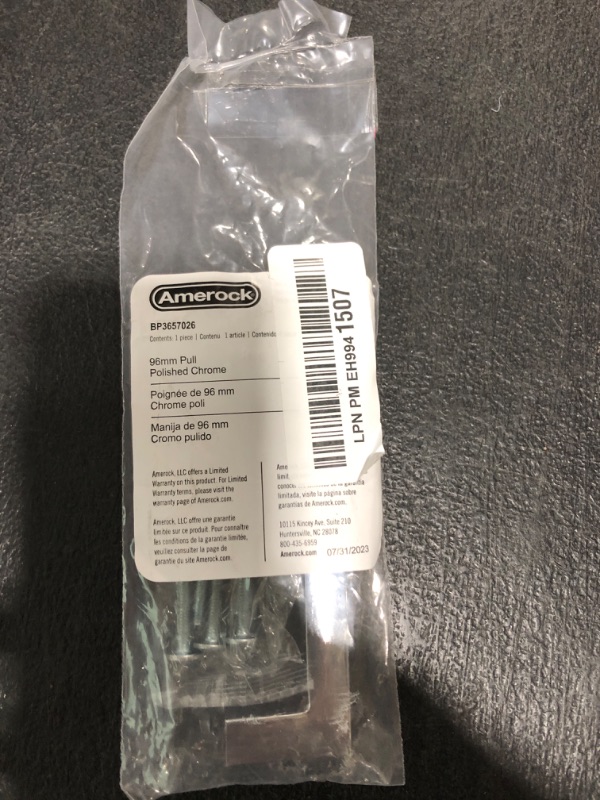 Amerock
BP3657026
Contents: 1 piece | Contenu 1 article | Contenido
96mm Pull
Polished Chrome
Poignée de 96 mm
Chrome poli
Manija de 96 mm
Cromo pulido
Amerock, LLC offers a Limited
Warranty on this product. For Limited
Warranty terms, please visit the
warranty page of Amerock.com.
Amerock, LLC offre une garantie
limitée sur ce produit. Pour connaître
les conditions de la garantie limitée,
veuillez consulter la page de
garantie du site Amerock.com.
limitada, visite la página sobre
garantías de Amerock.com.
10115 Kincey Ave. Suite 210
Huntersville, NC 28078
800-435-6959
Amerock.com 07/31/2023
LPN PM EH9941507